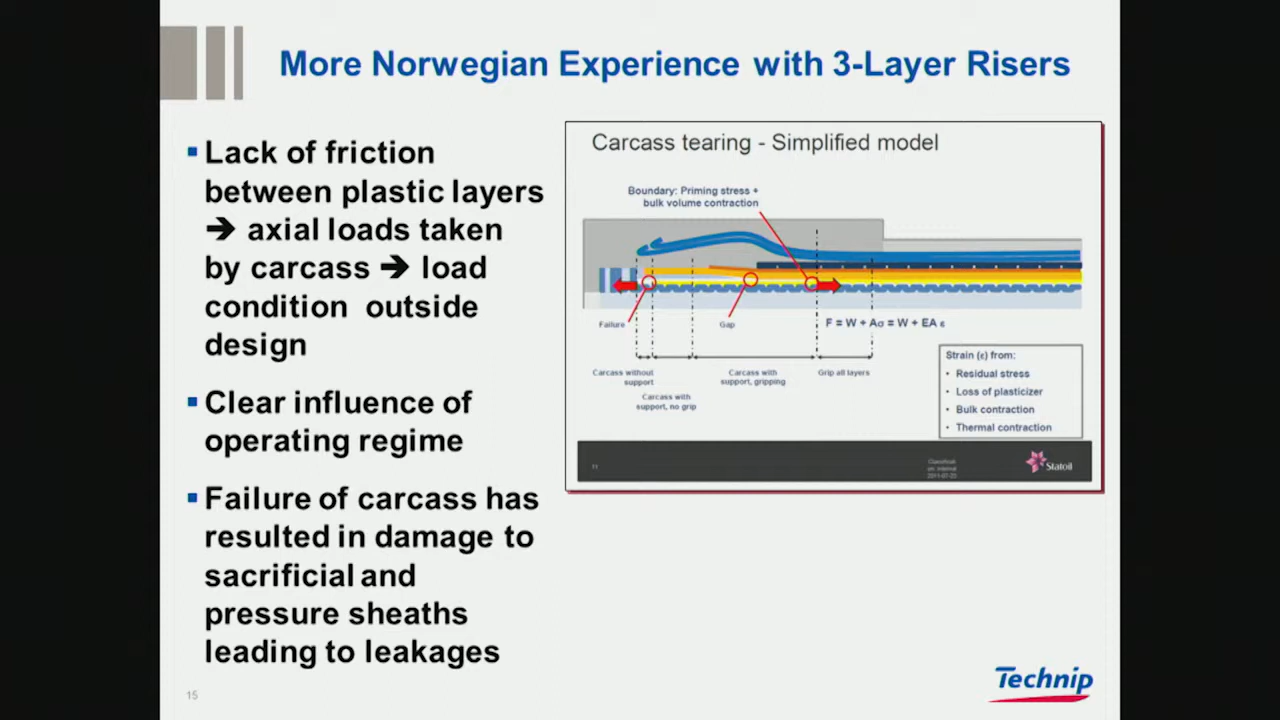 More Norwegian Experience with 3-Layer Risers
▪ Lack of friction
between plastic layers
➔ axial loads taken
by carcass ➔ load
condition outside
design
▪ Clear influence of
operating regime
▪ Failure of carcass has
resulted in damage to
sacrificial and
pressure sheaths
leading to leakages
Carcass tearing - Simplified model
Boundary: Priming stress +
bulk volume contraction
Failure
Gap
F = W + Aσ = W + EA ε
Carcass without
support
Carcass with
support, no grip
Carcass with
support, gripping
Grip all layers
Strain (ε) from:
• Residual stress
• Loss of plasticizer
• Bulk contraction
• Thermal contraction
11
Statoil
15
Technip